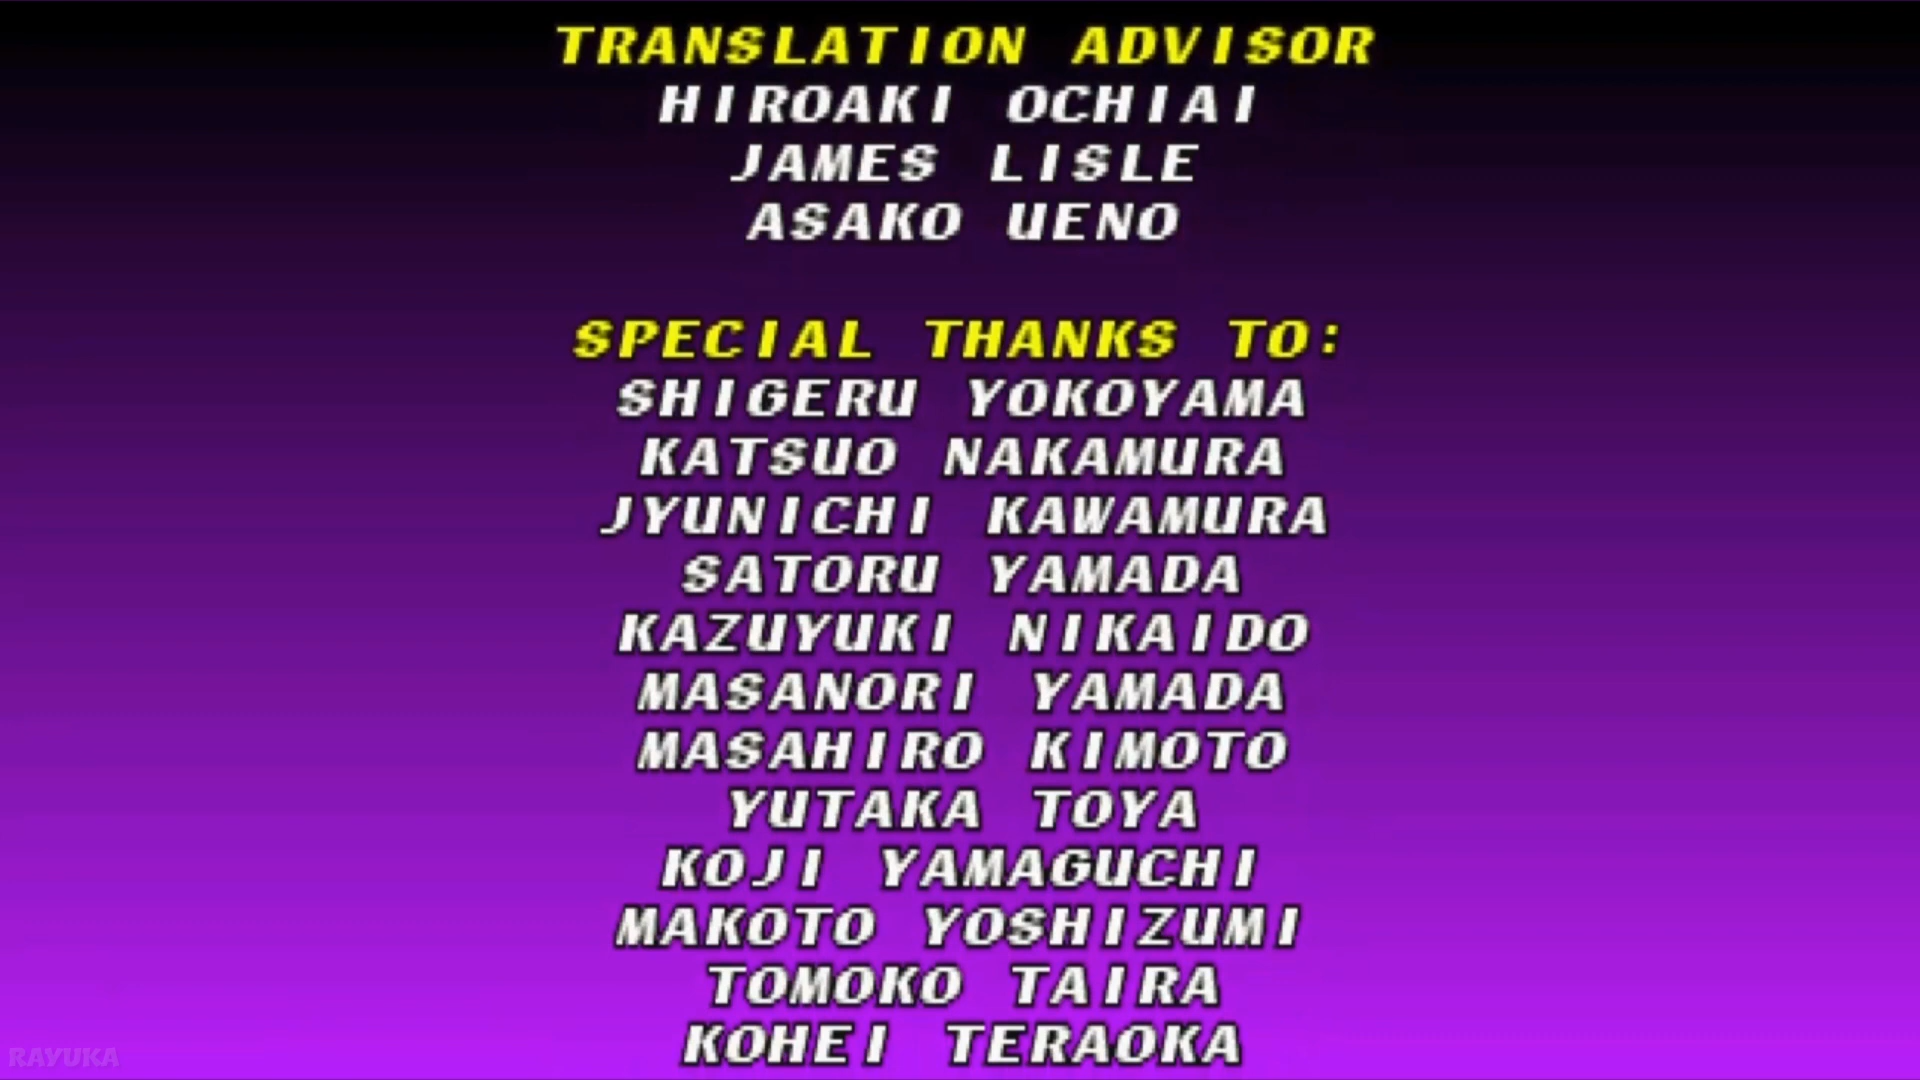 TRANSLATION ADVISOR
HIROAKI OCHIAI
JAMES LISLE
ASAKO UENO
SPECIAL THANKS TO:
SHIGERU YOKOYAMA
KATSUO NAKAMURA
JYUNICHI KAWAMURA
SATORU YAMADA
KAZUYUKI NIKAIDO
MASANORI YAMADA
MASAHIRO KIMOTO
YUTAKA TOYA
KOJI YAMAGUCHI
MAKOTO YOSHIZUMI
TOMOKO TAIRA
KOHEI TERAOKA
RAYUKA